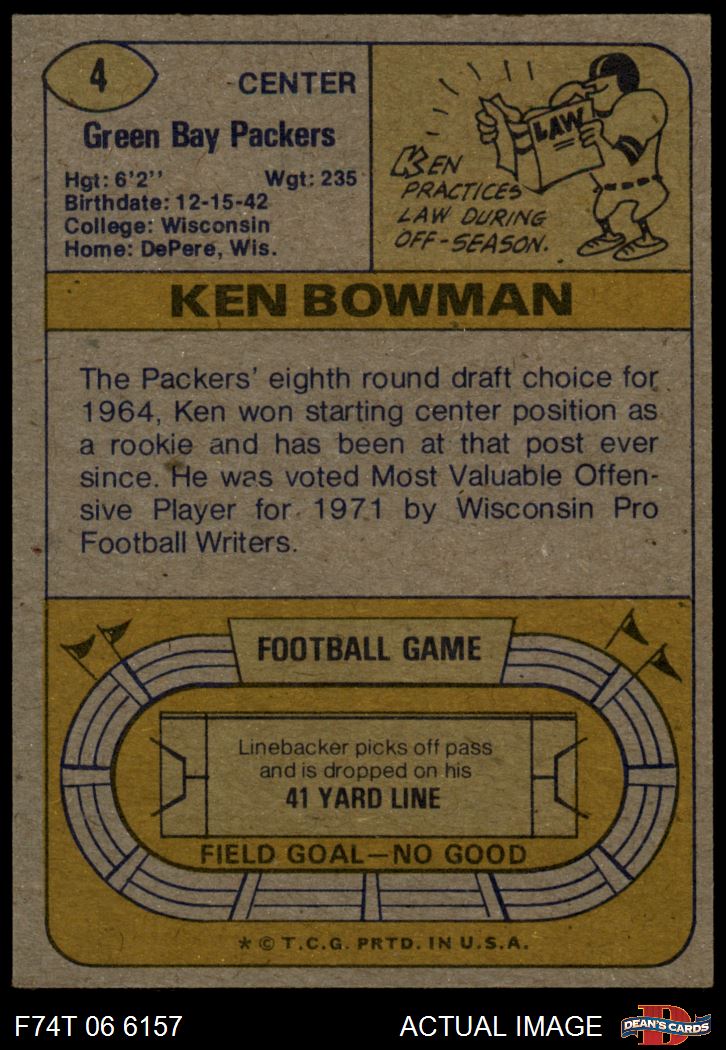 4
CENTER
Green Bay Packers
Hgt: 6'2'' Wgt: 235
Birthdate: 12-15-42
College: Wisconsin
Home: DePere, Wis.
LAW
KEN
PRACTICES
LAW DURING
OFF-SEASON.
KEN BOWMAN
The Packers' eighth round draft choice for
1964, Ken won starting center position as
a rookie and has been at that post ever
since. He was voted Most Valuable Offen-
sive Player for 1971 by Wisconsin Pro
Football Writers.
FOOTBALL GAME
Linebacker picks off pass
and is dropped on his
41 YARD LINE
FIELD GOAL—NO GOOD
* © T.C.G. PRTD. IN U.S.A.
F74T 06 6157 ACTUAL IMAGE
D
DEAN'S CARDS